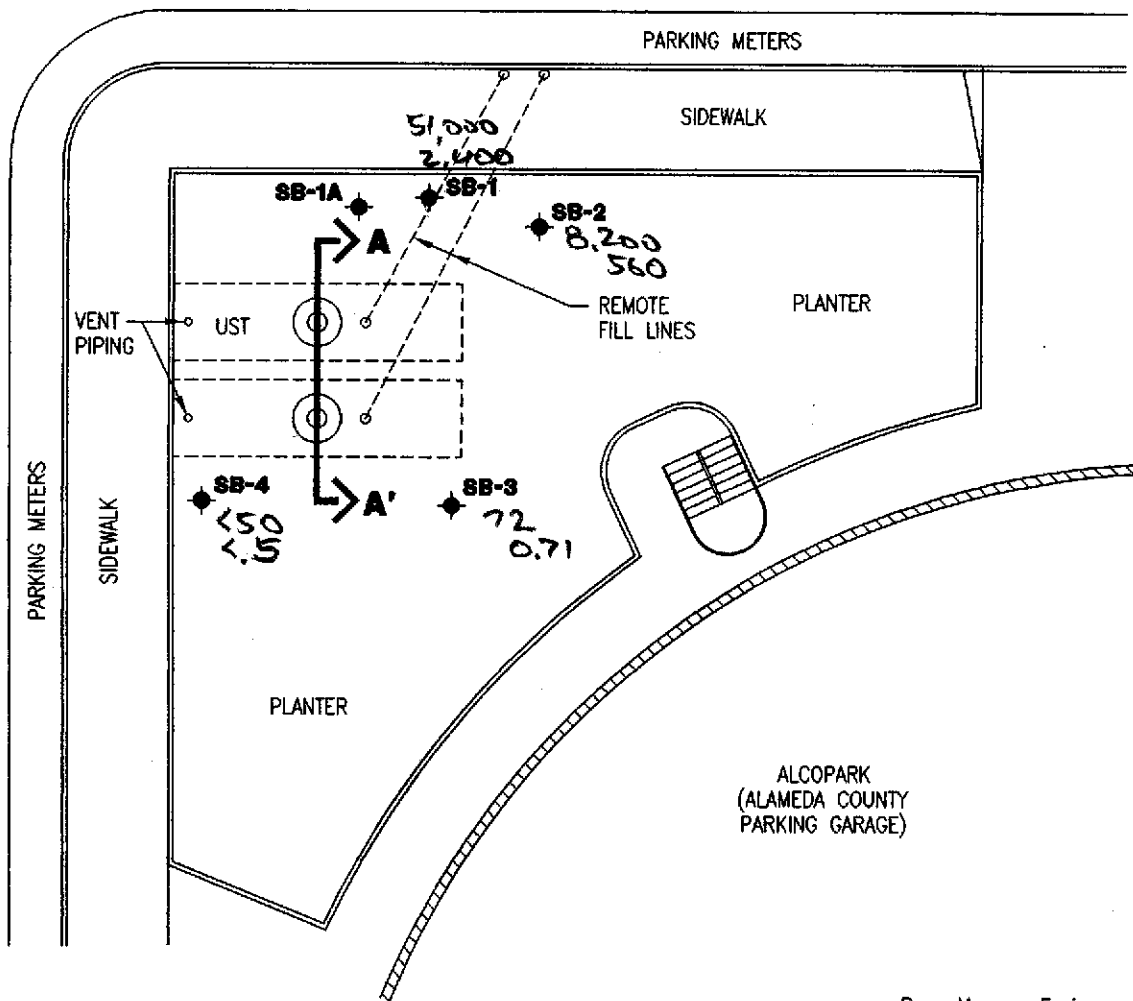 PARKING METERS
SIDEWALK
51,000
2,400
SB-1A
SB-1
SB-2
8,200
560
A
REMOTE
FILL LINES
PLANTER
VENT
PIPING
UST
SB-4
<50
<.5
A'
SB-3
72
0.71
PARKING METERS
SIDEWALK
PLANTER
ALCOPARK
(ALAMEDA COUNTY
PARKING GARAGE)